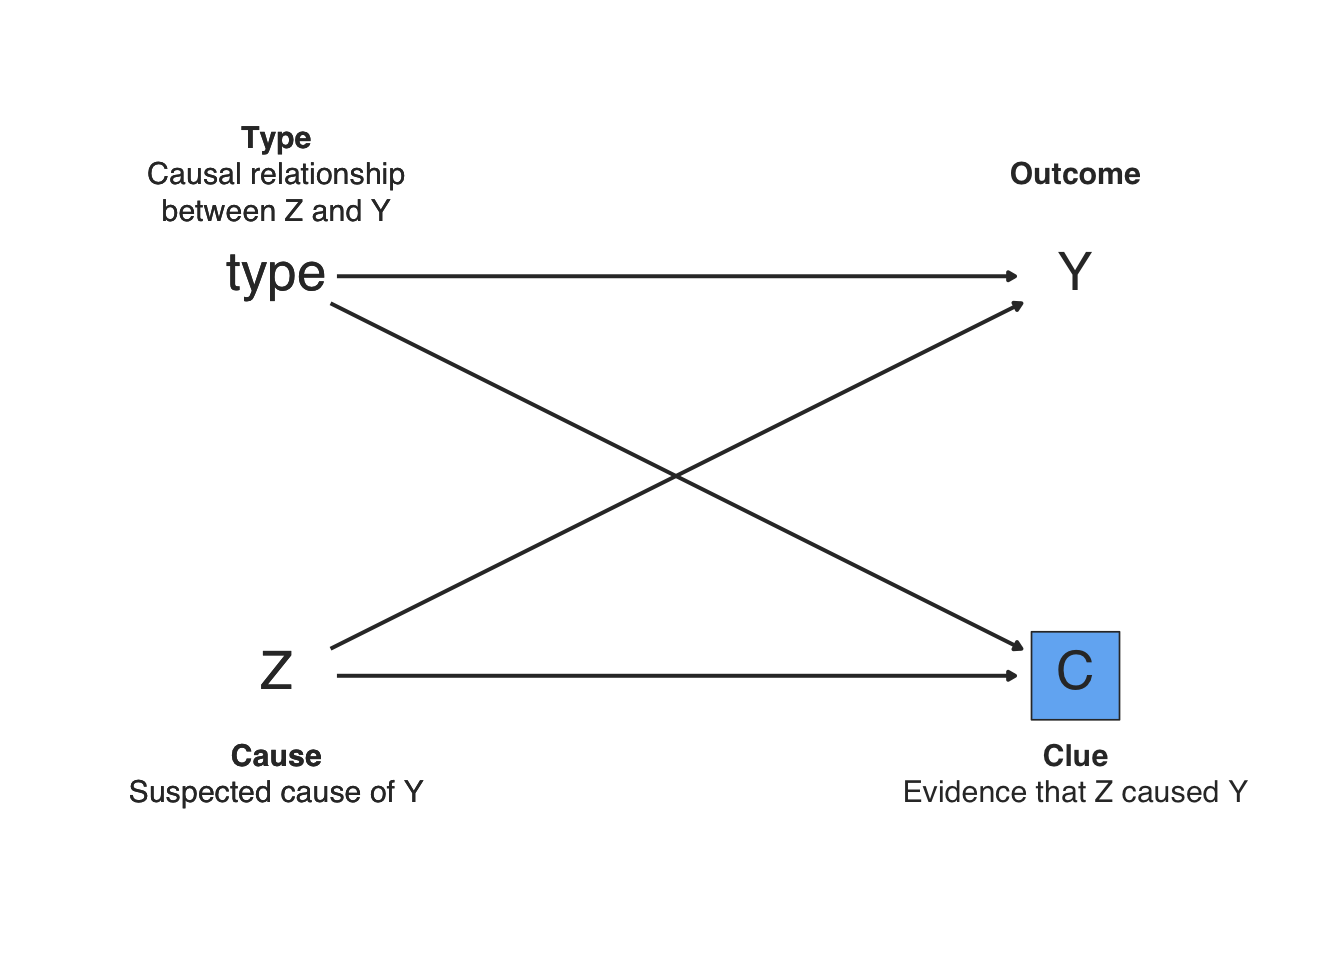 Type
Causal relationship
between Z and Y
type
Outcome
Y
Z
Cause
Suspected cause of Y
C
Clue
Evidence that Z caused Y